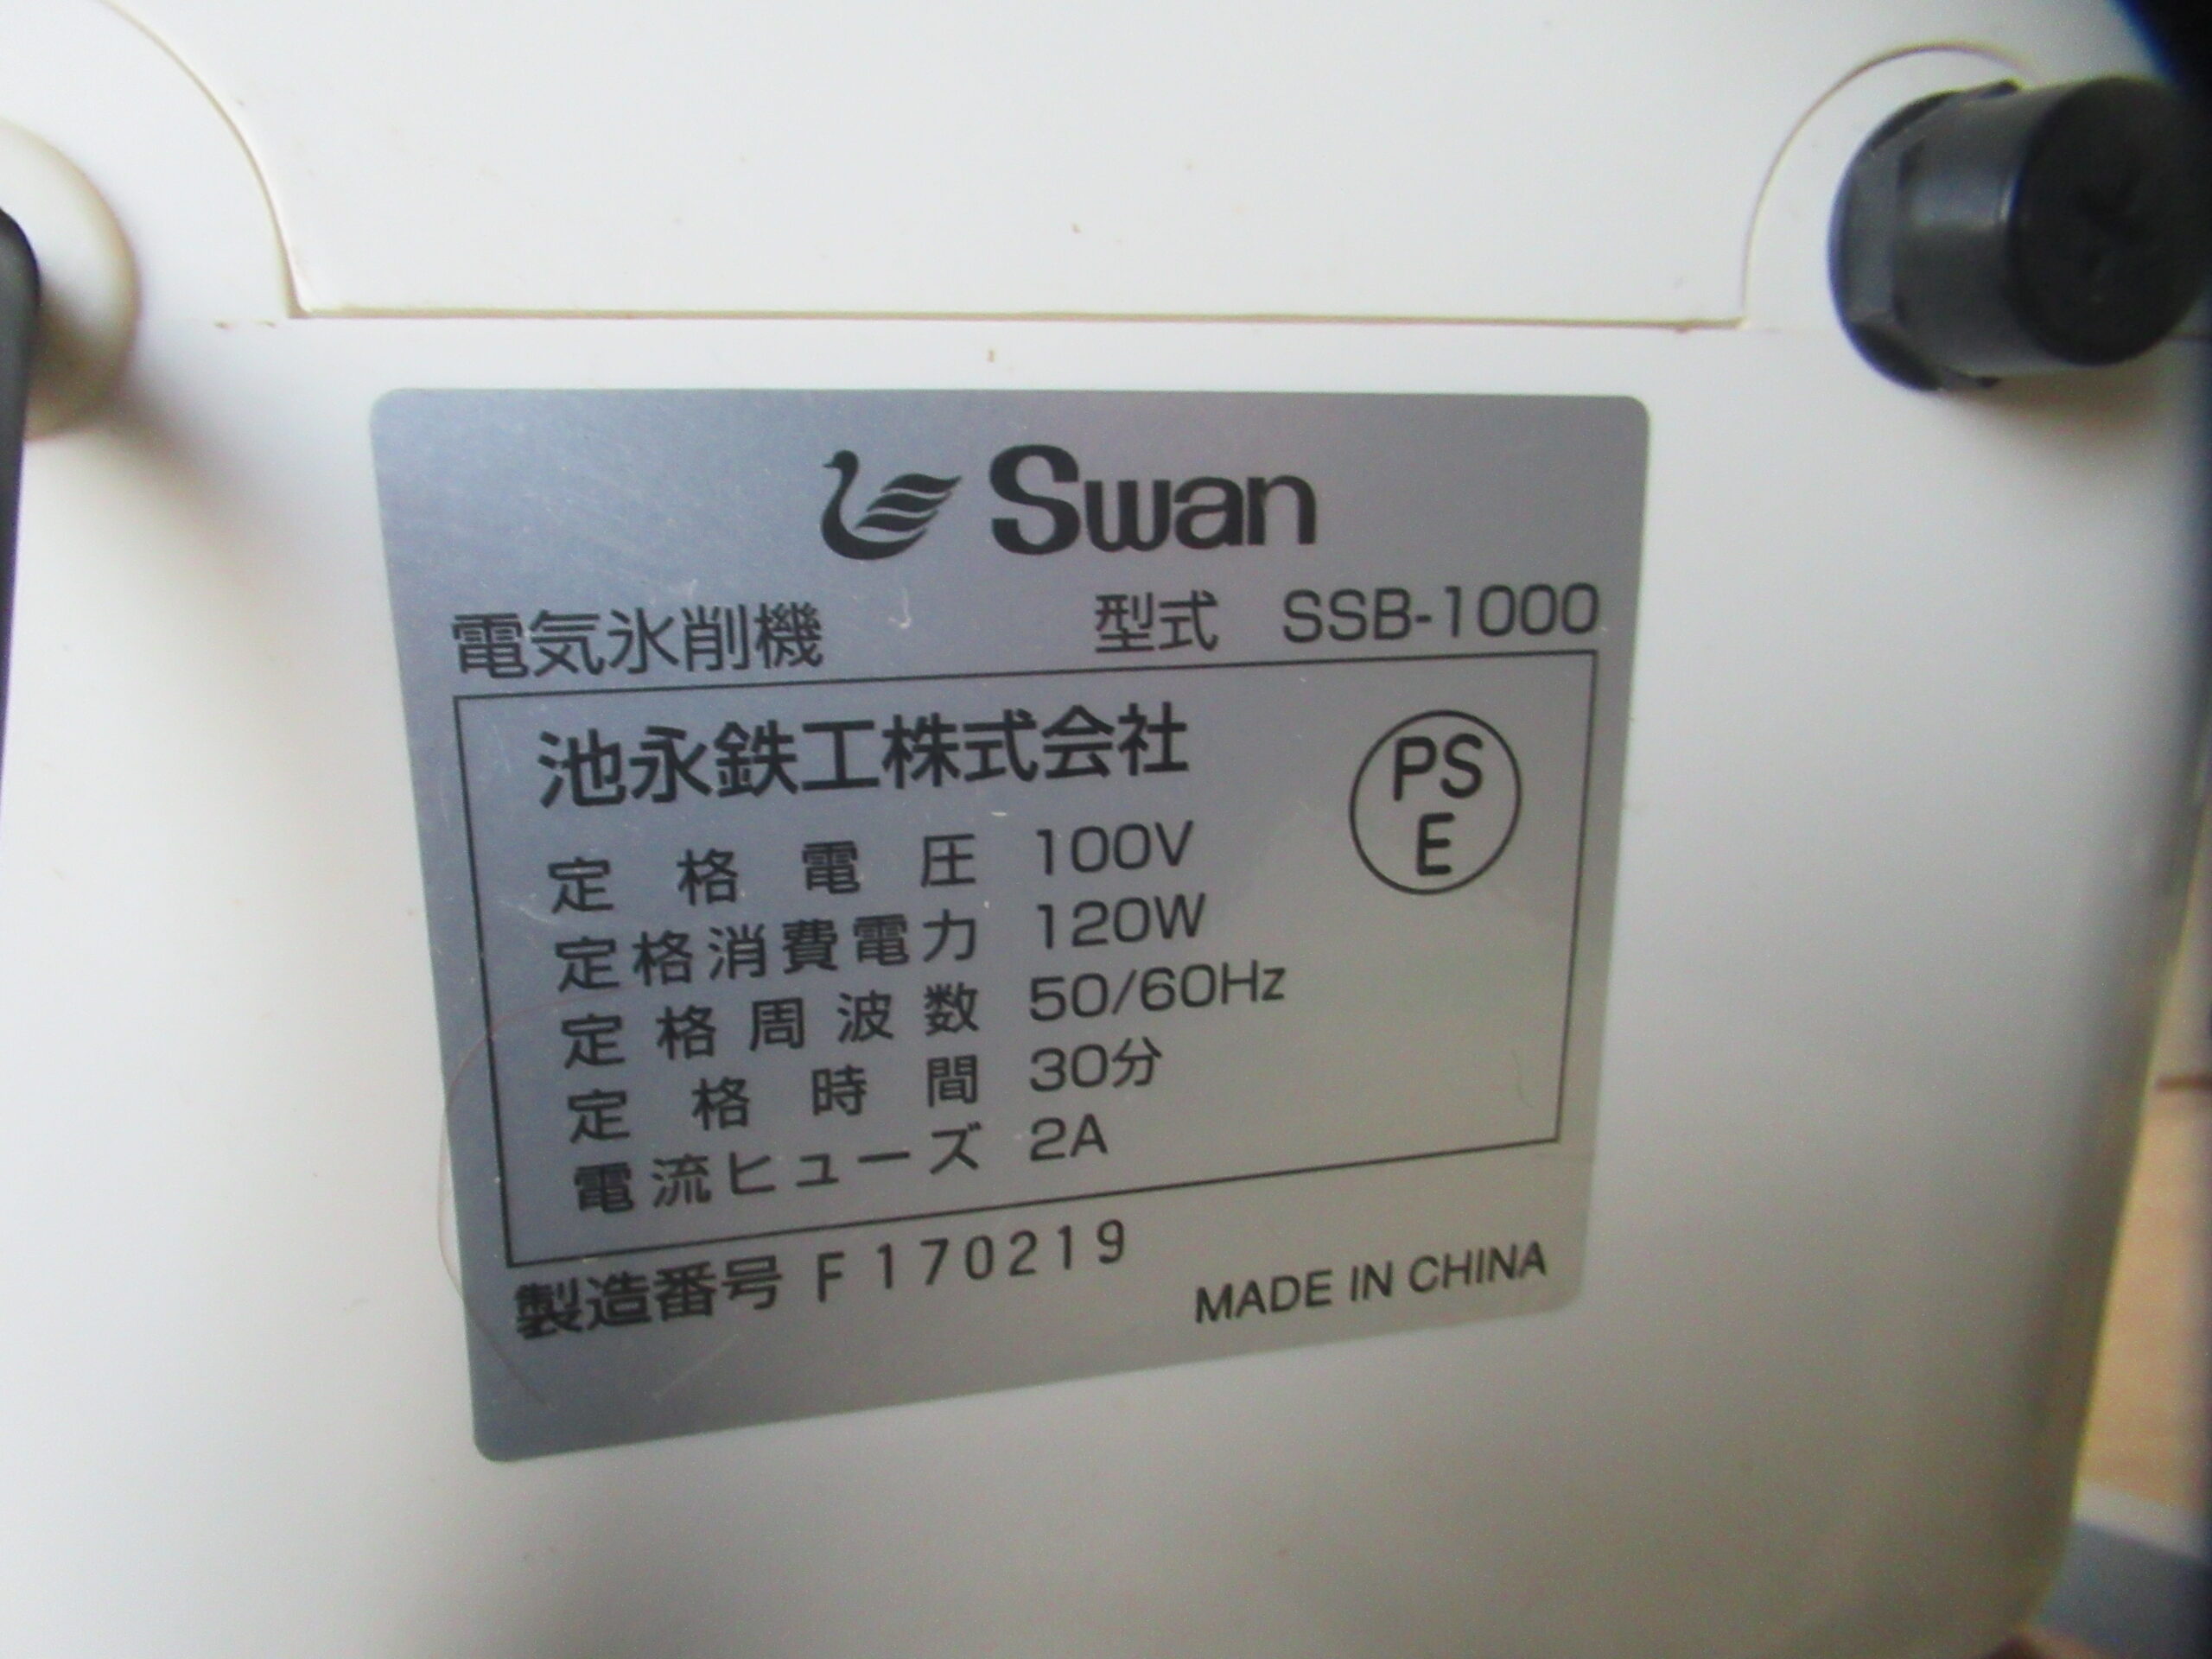 Swan
電気氷削機 型式 SSB-1000
池永鉄工株式会社
PS
E
定格電圧 100V
定格消費電力 120W
定格周波数 50/60Hz
定格時間 30分
電流ヒューズ 2A
製造番号 F170219
MADE IN CHINA